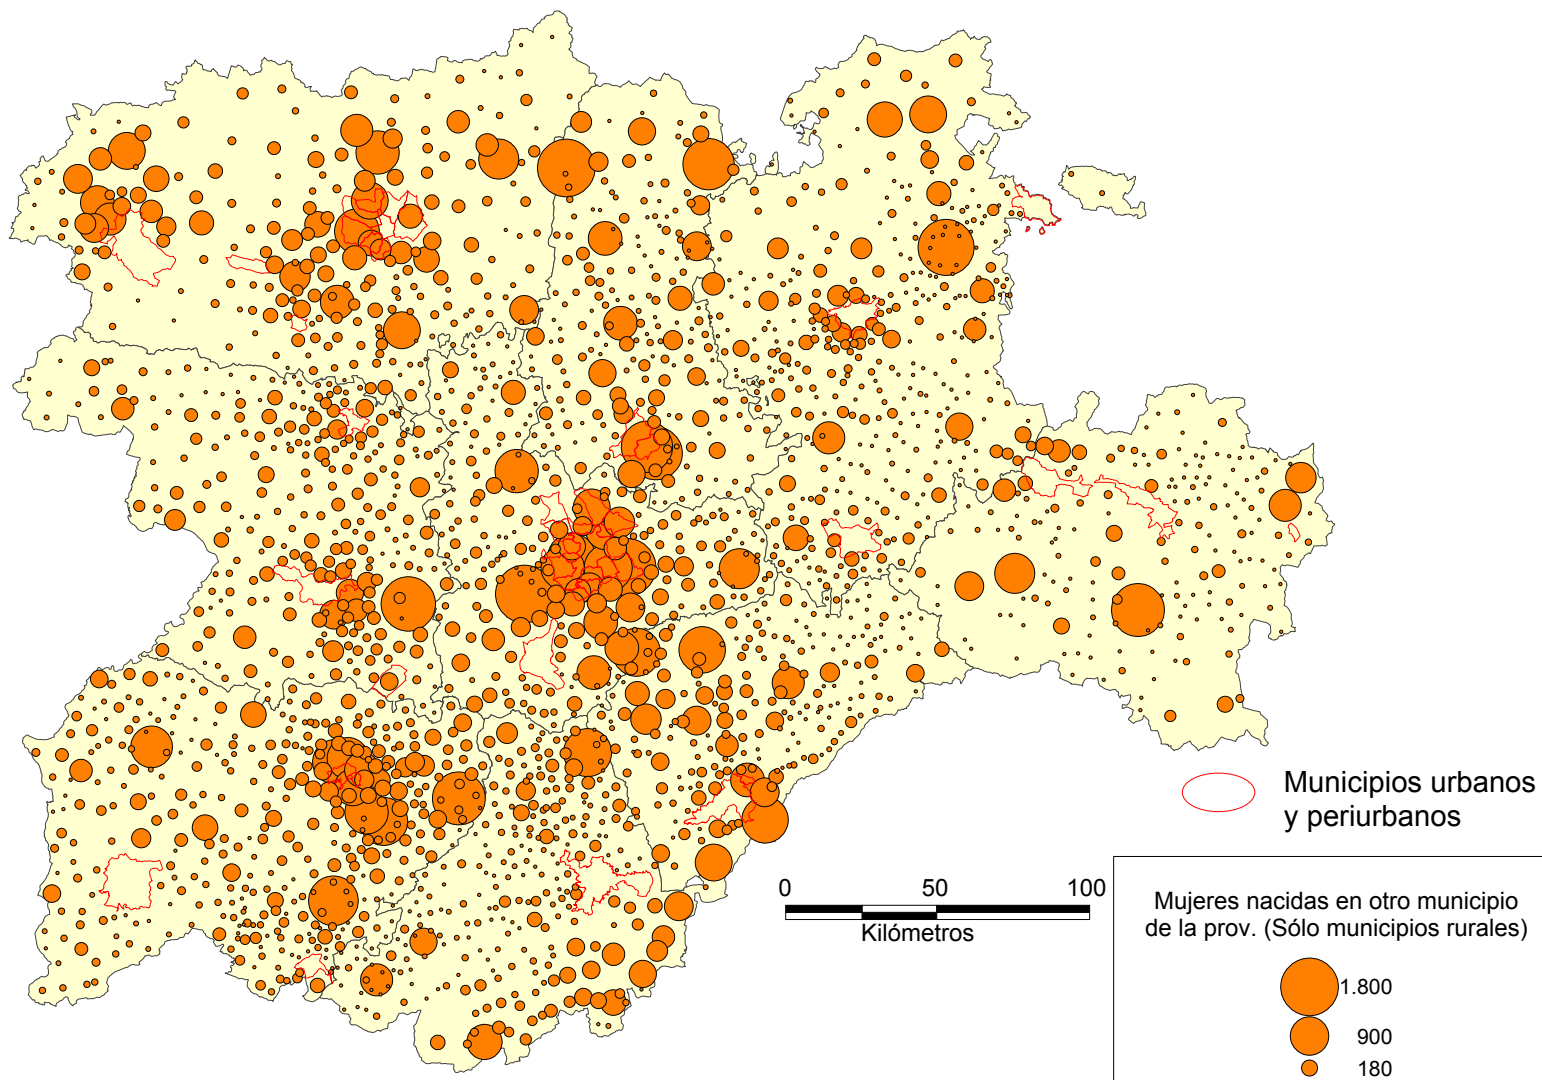 Municipios urbanos
y periurbanos
0 50 100
Kilómetros
Mujeres nacidas en otro municipio
de la prov. (Sólo municipios rurales)
1.800
900
180